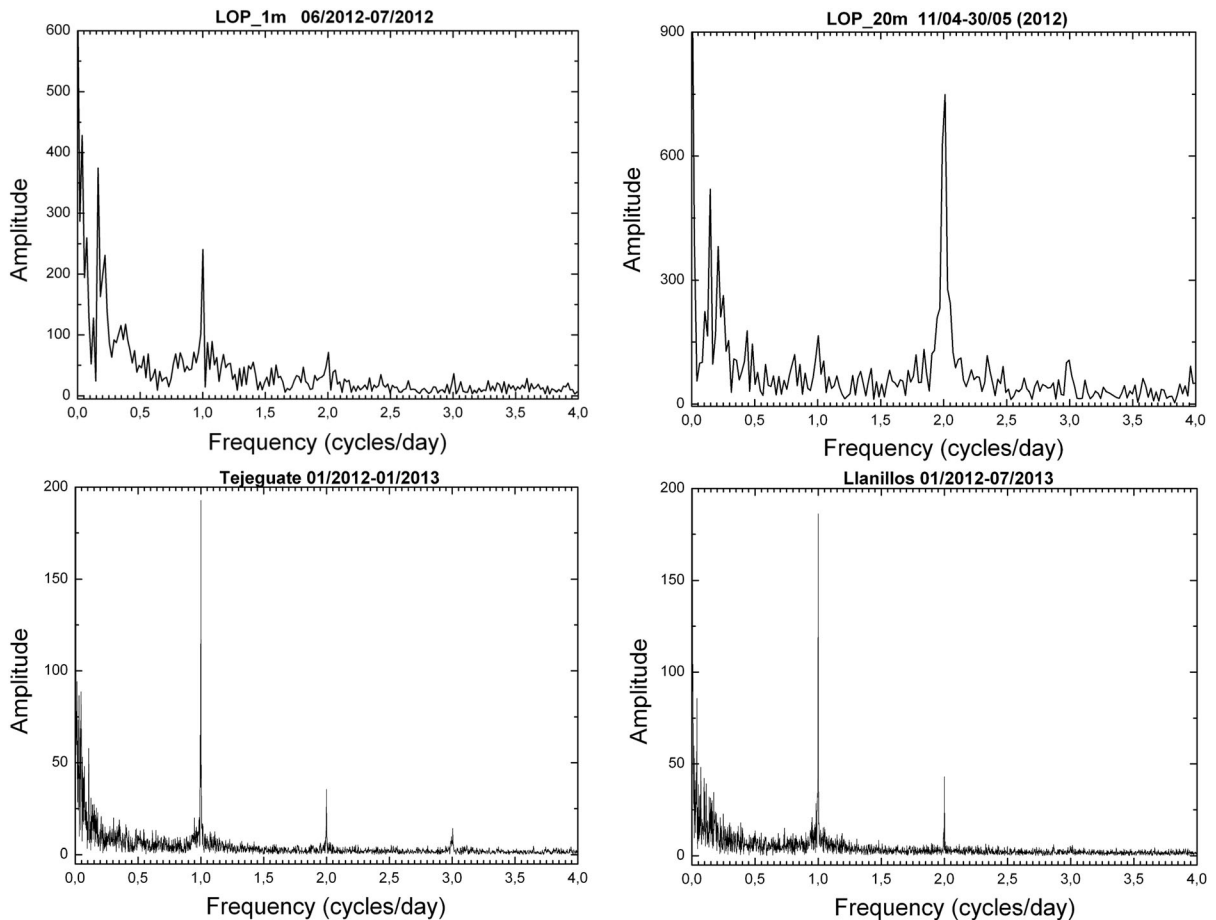 LOP_1m 06/2012-07/2012
600
500
400
300
200
100
0
Amplitude
0,0 0,5 1,0 1,5 2,0 2,5 3,0 3,5 4,0
Frequency (cycles/day)
LOP_20m 11/04-30/05 (2012)
900
600
300
0
Amplitude
0,0 0,5 1,0 1,5 2,0 2,5 3,0 3,5 4,0
Frequency (cycles/day)
Tejeguate 01/2012-01/2013
200
150
100
50
0
Amplitude
0,0 0,5 1,0 1,5 2,0 2,5 3,0 3,5 4,0
Frequency (cycles/day)
Llanillos 01/2012-07/2013
200
150
100
50
0
Amplitude
0,0 0,5 1,0 1,5 2,0 2,5 3,0 3,5 4,0
Frequency (cycles/day)